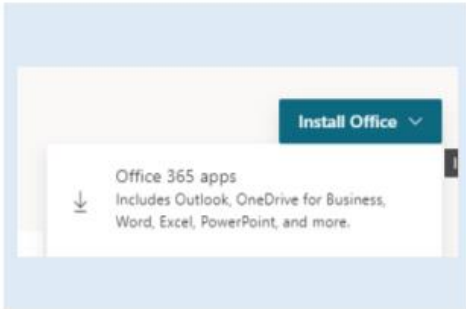 Install Office
Office 365 apps
Includes Outlook, OneDrive for Business,
Word, Excel, PowerPoint, and more.